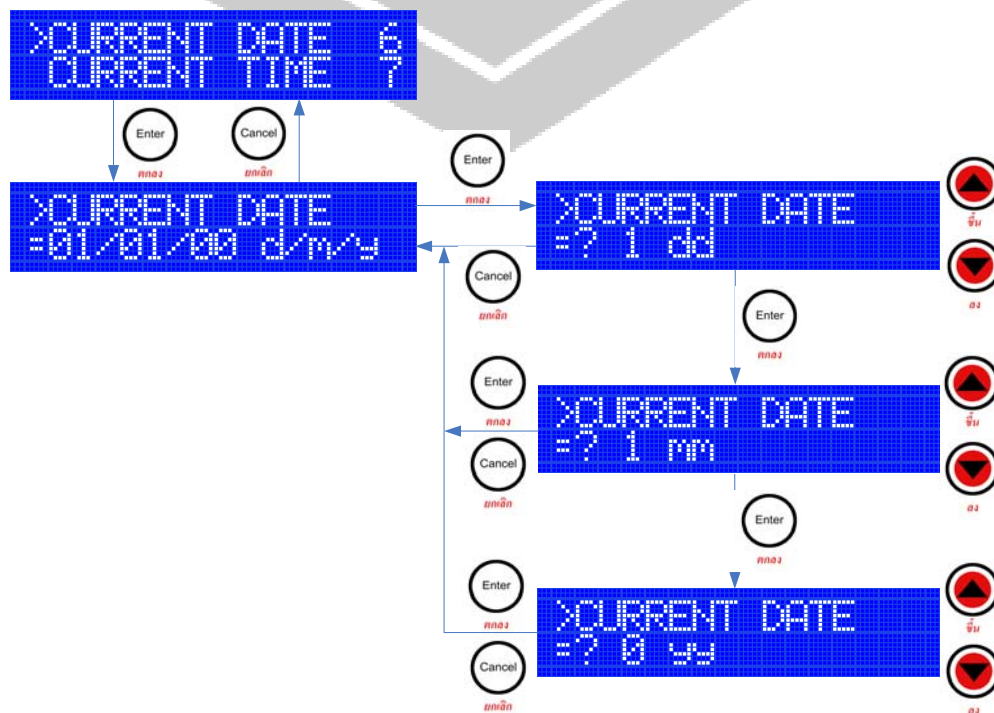 >CURRENT DATE 6
CURRENT TIME 7
Enter
ตกลง
Cancel
ยกเลิก
Enter
ตกลง
>CURRENT DATE
=01/01/00 d/m/y
>CURRENT DATE
=? 1 dd
ขึ้น
ลง
Cancel
ยกเลิก
Enter
ตกลง
Enter
ตกลง
>CURRENT DATE
=? 1 mm
ขึ้น
ลง
Cancel
ยกเลิก
Enter
ตกลง
Enter
ตกลง
>CURRENT DATE
=? 0 yy
ขึ้น
ลง
Cancel
ยกเลิก